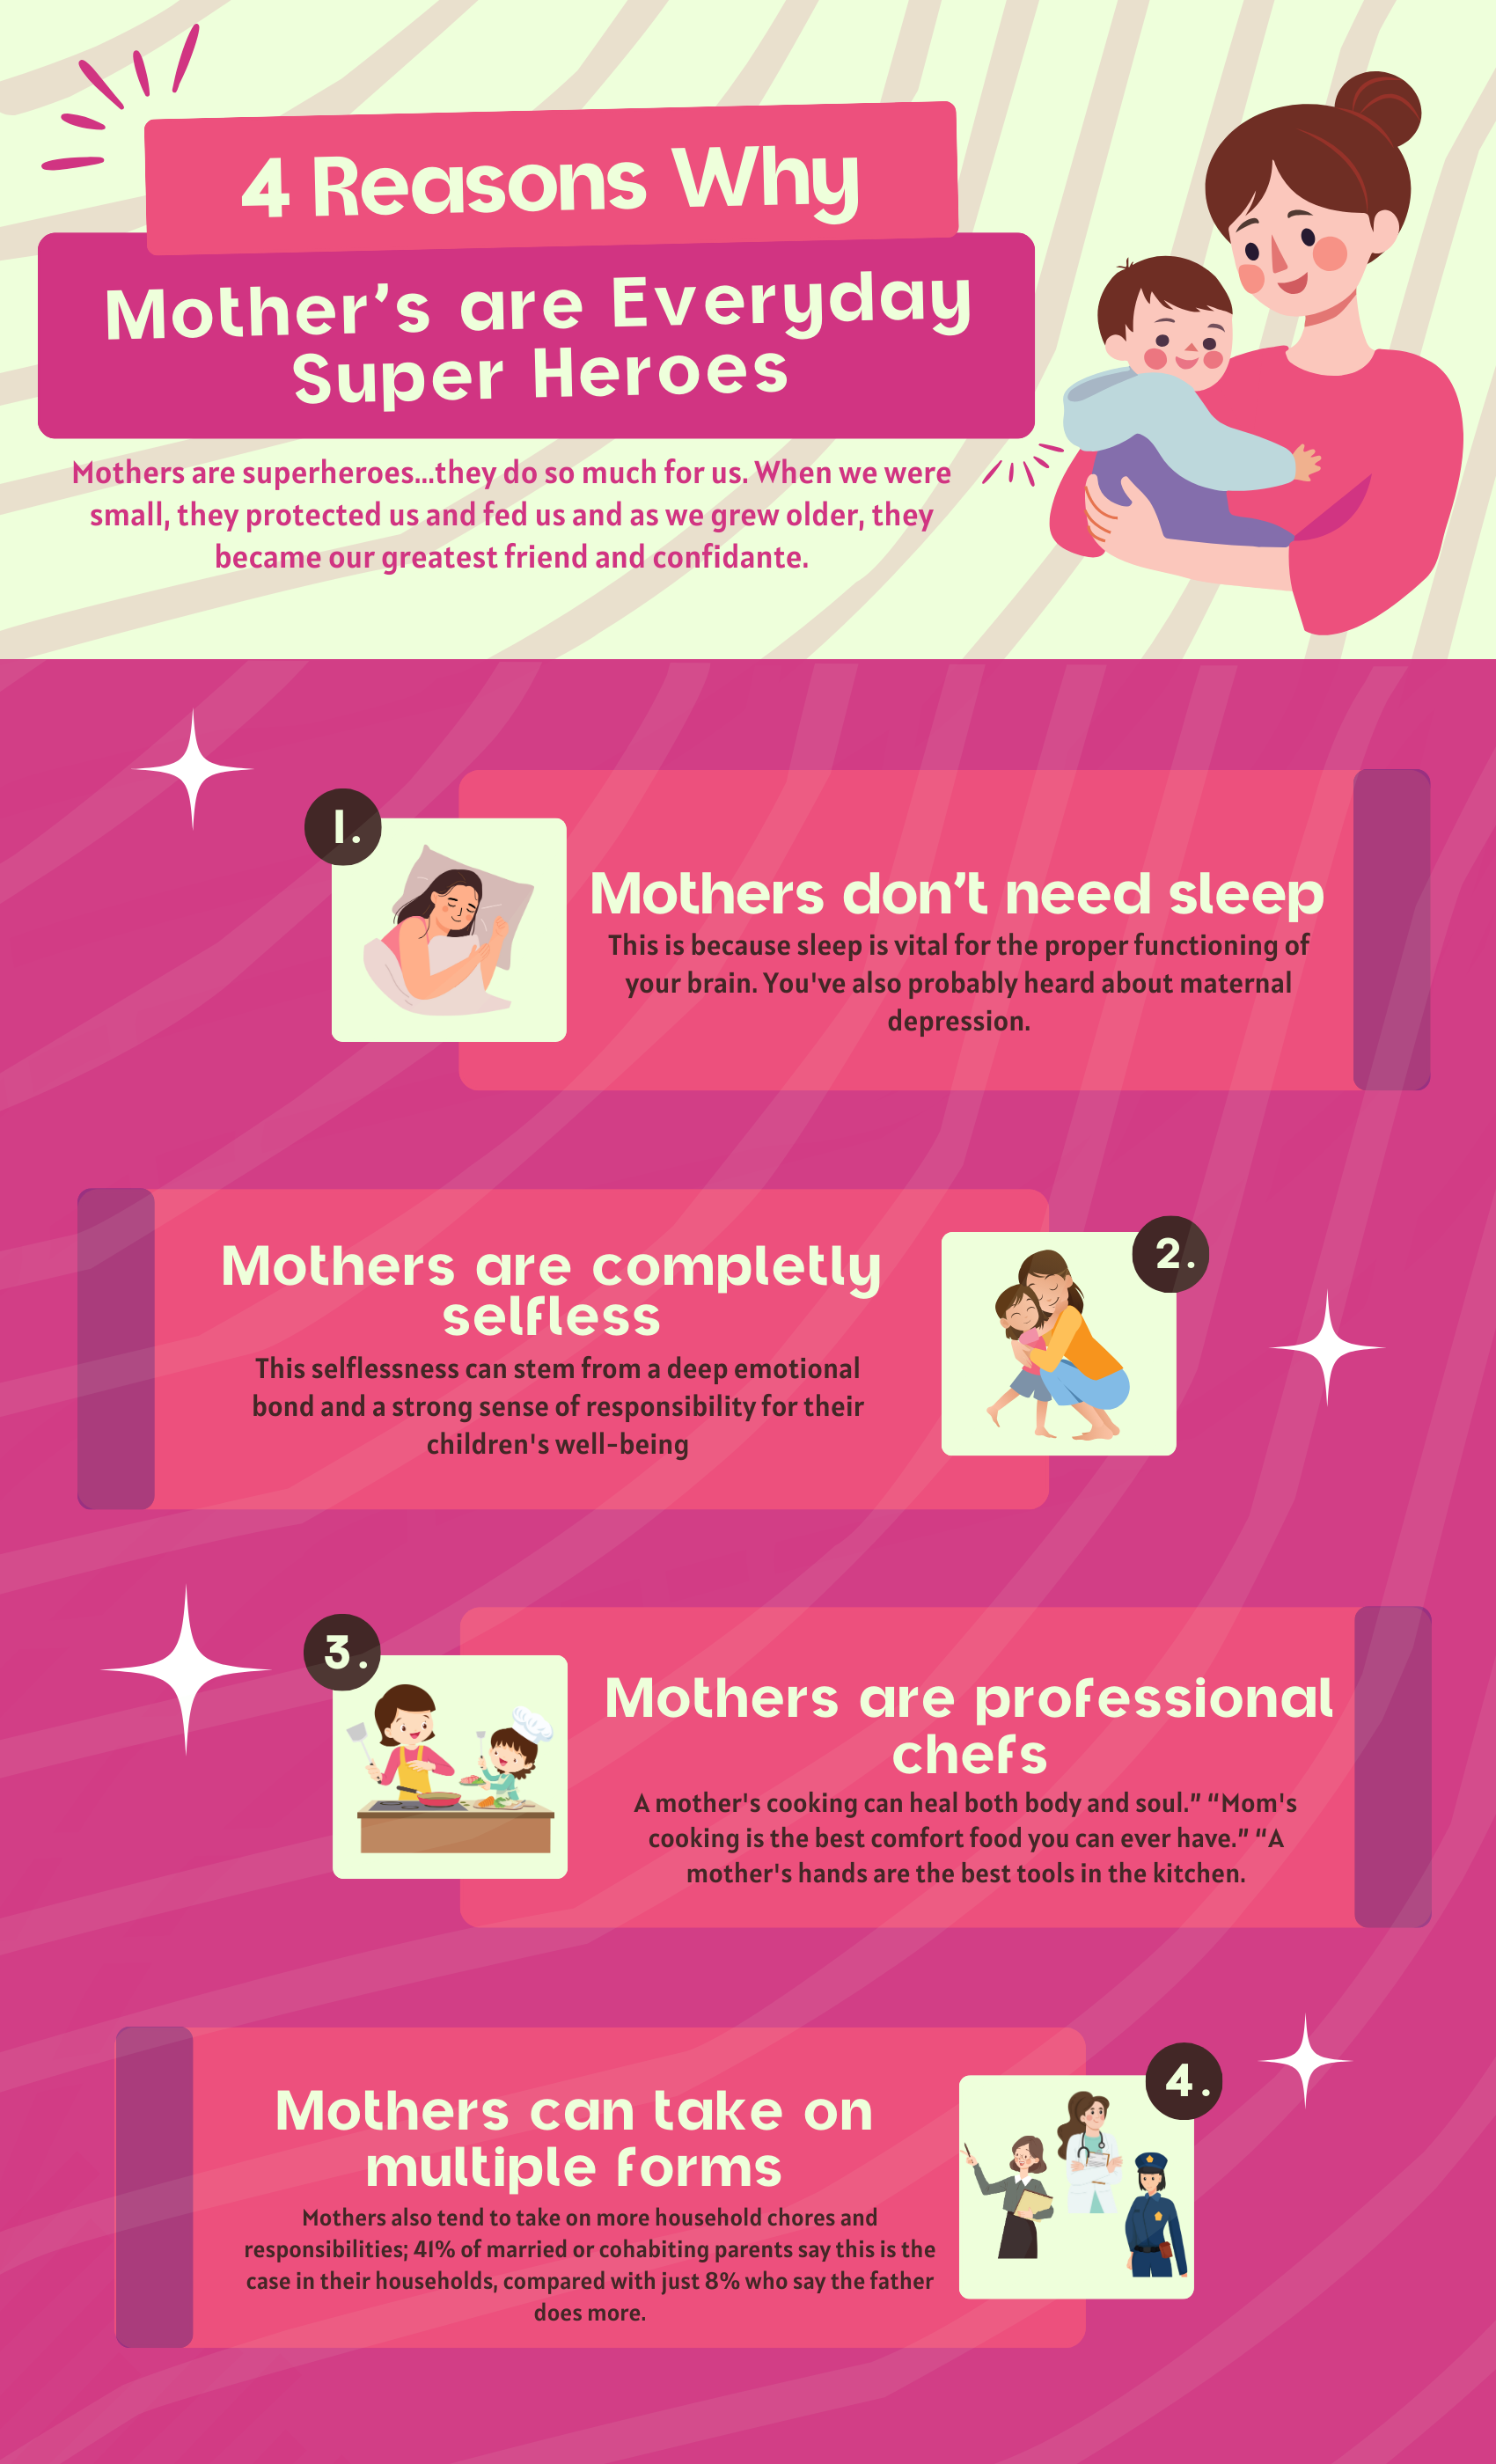 4 Reasons Why
Mother’s are Everyday
Super Heroes
Mothers are superheroes...they do so much for us. When we were
small, they protected us and fed us and as we grew older, they
became our greatest friend and confidante.
1.
Mothers don’t need sleep
This is because sleep is vital for the proper functioning of
your brain. You've also probably heard about maternal
depression.
2.
Mothers are completly
selfless
This selflessness can stem from a deep emotional
bond and a strong sense of responsibility for their
children's well-being
3.
Mothers are professional
chefs
A mother's cooking can heal both body and soul.” “Mom's
cooking is the best comfort food you can ever have.” “A
mother's hands are the best tools in the kitchen.
4.
Mothers can take on
multiple forms
Mothers also tend to take on more household chores and
responsibilities; 41% of married or cohabiting parents say this is the
case in their households, compared with just 8% who say the father
does more.